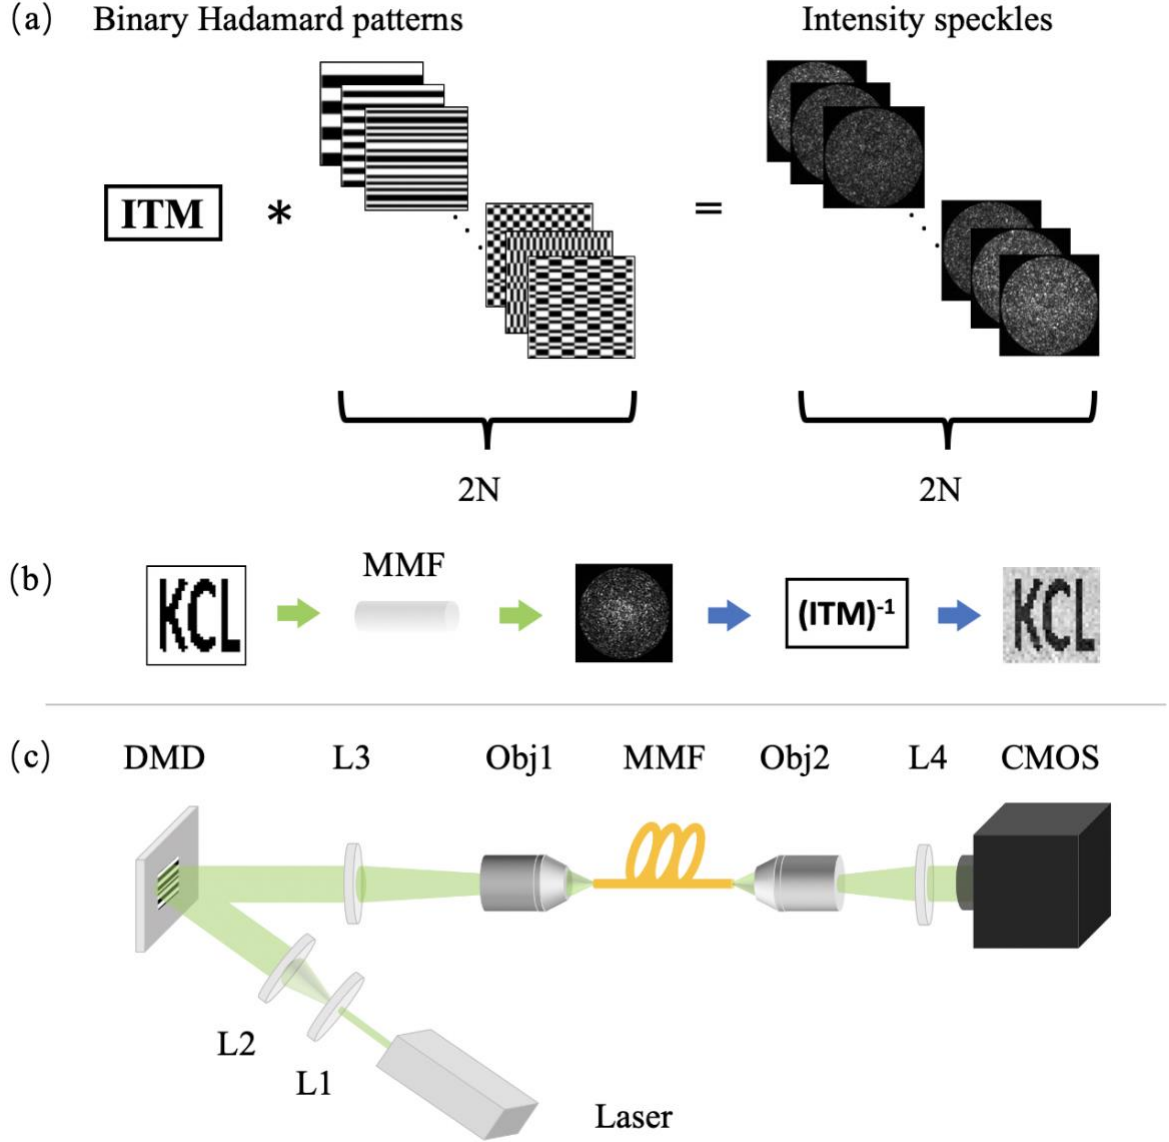 (a) Binary Hadamard patterns Intensity speckles
ITM * =
2N 2N
(b) MMF
KCL (ITM)-1 KCL
(c) DMD L3 Obj1 MMF Obj2 L4 CMOS
L2
L1
Laser